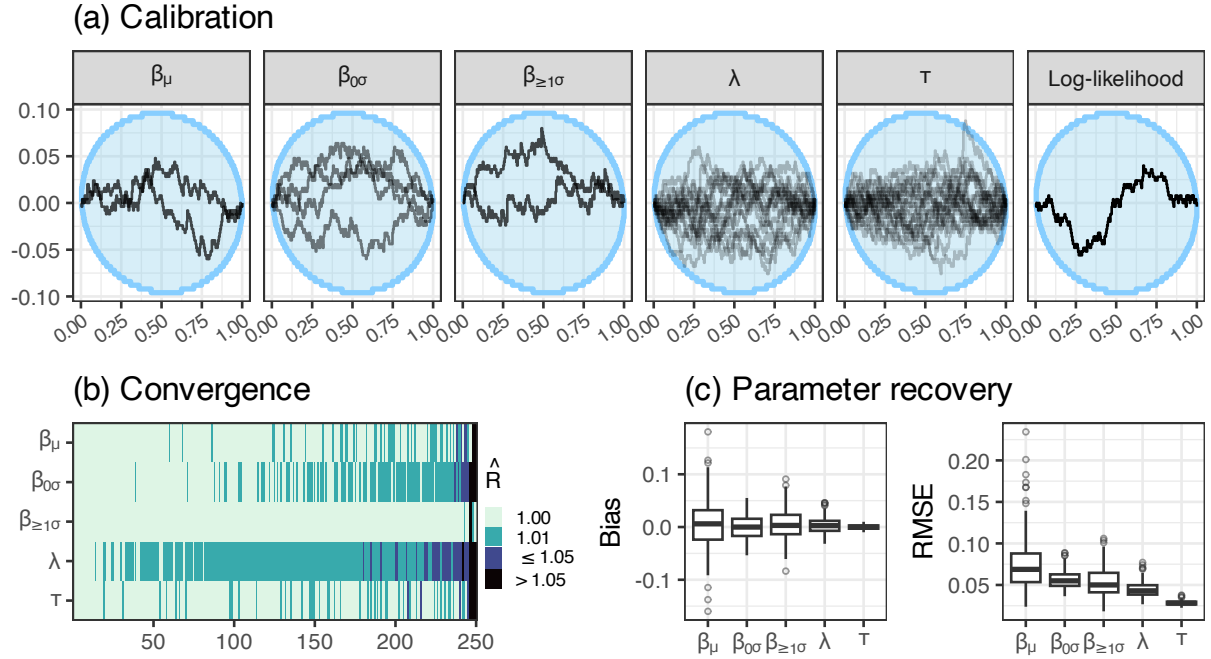 (a) Calibration
βμ β0σ β≥1σ λ τ Log-likelihood
0.10
0.05
0.00
-0.05
-0.10
0.00 0.25 0.50 0.75 1.00 0.00 0.25 0.50 0.75 1.00 0.00 0.25 0.50 0.75 1.00 0.00 0.25 0.50 0.75 1.00 0.00 0.25 0.50 0.75 1.00 0.00 0.25 0.50 0.75 1.00
(b) Convergence
βμ
β0σ
β≥1σ
λ
τ
50 100 150 200 250
R̂
1.00
1.01
≤ 1.05
> 1.05
(c) Parameter recovery
Bias
0.1
0.0
-0.1
βμ β0σ β≥1σ λ τ
RMSE
0.20
0.15
0.10
0.05
βμ β0σ β≥1σ λ τ